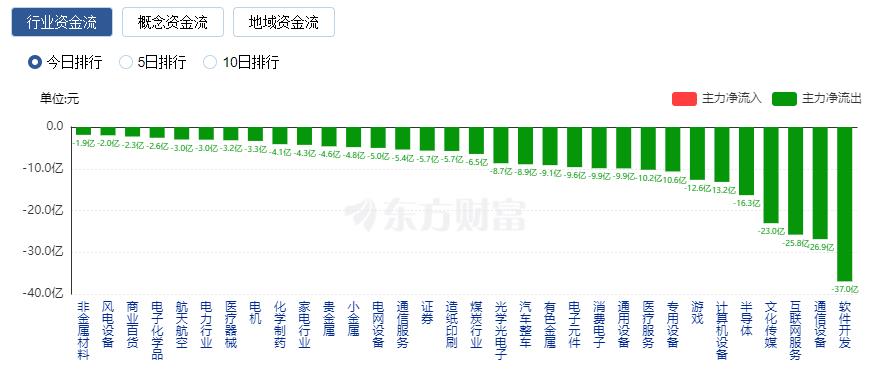 行业资金流 概念资金流 地域资金流
今日排行 5日排行 10日排行
单位:元 主力净流入 主力净流出
0.0
-10.0亿
-20.0亿
-30.0亿
-40.0亿
-1.9亿 -2.0亿 -2.3亿 -2.6亿 -3.0亿 -3.0亿 -3.2亿 -3.3亿 -4.1亿 -4.3亿 -4.6亿 -4.8亿 -5.0亿 -5.4亿 -5.7亿 -5.7亿 -6.5亿 -8.7亿 -8.9亿 -9.1亿 -9.6亿 -9.9亿 -9.9亿 -10.2亿 -10.6亿 -12.6亿 -13.2亿 -16.3亿 -23.0亿 -25.8亿 -26.9亿 -37.0亿
东方财富
非金属材料
风电设备
商业百货
电子化学品
航天航空
电力行业
医疗器械
电机
化学制药
家电行业
贵金属
小金属
电网设备
通信服务
证券
造纸印刷
煤炭行业
光学光电子
汽车整车
有色金属
电子元件
消费电子
通用设备
医疗服务
专用设备
游戏
计算机设备
半导体
文化传媒
互联网服务
通信设备
软件开发